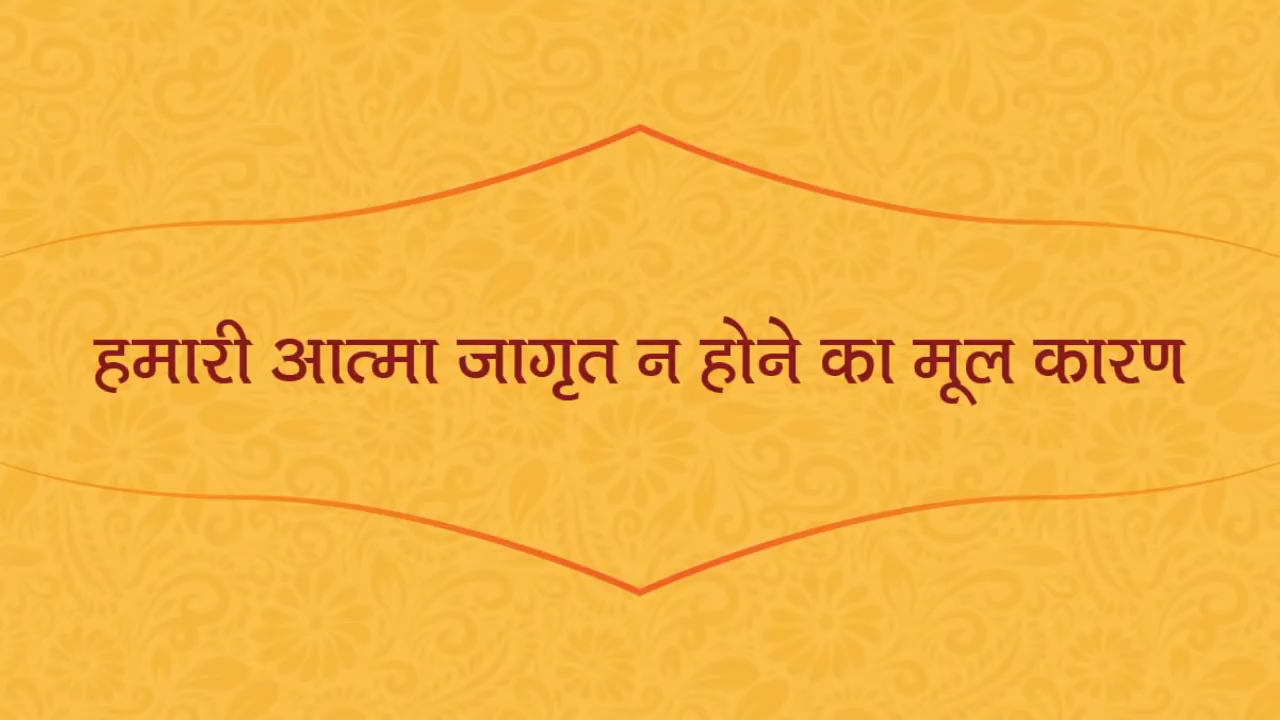 हमारी आत्मा जागृत न होने का मूल कारण